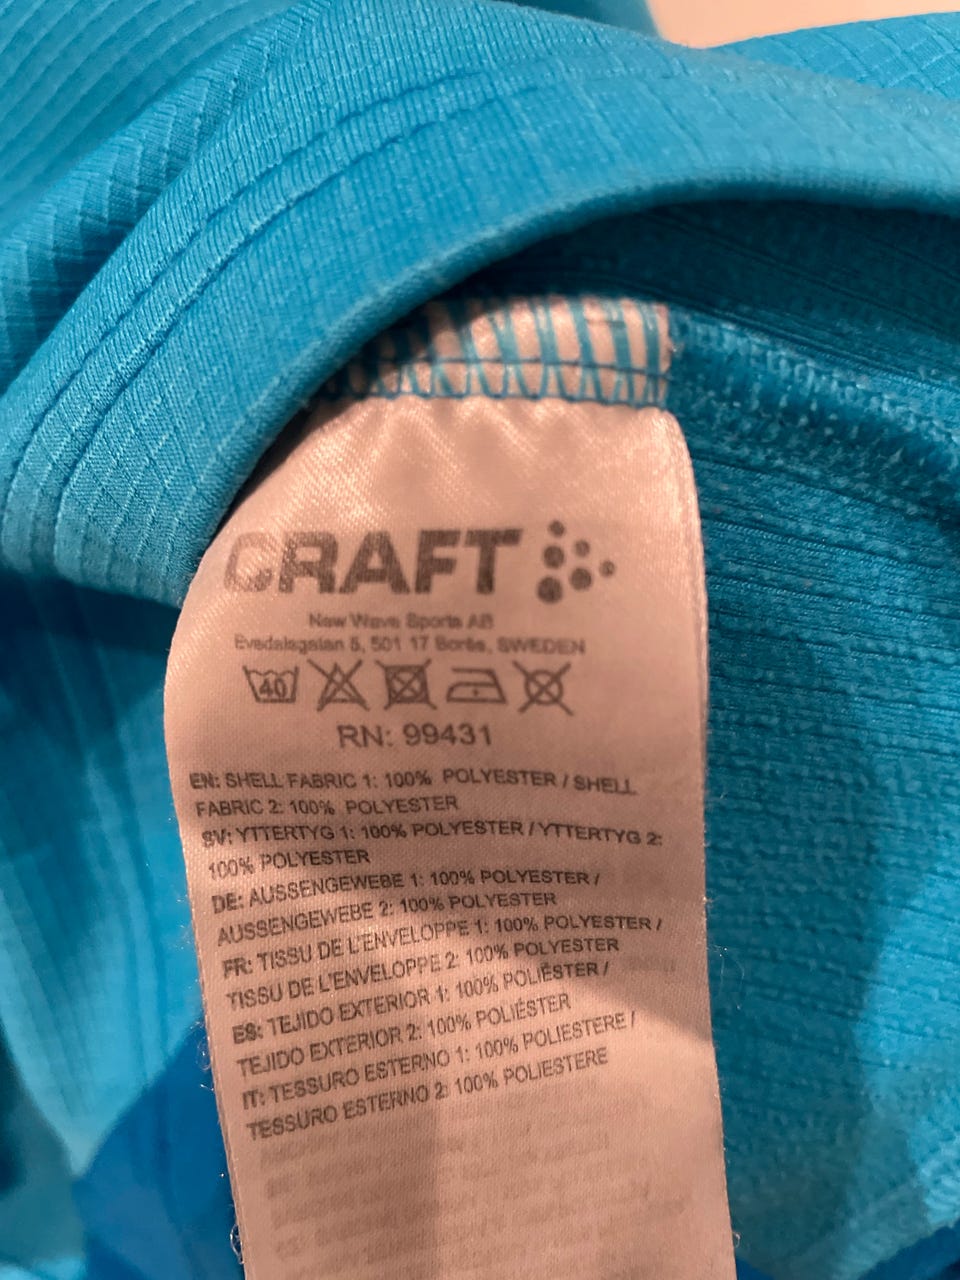 CRAFT
New Wave Sports AB
Evedalsgatan 5, 501 17 Borås, SWEDEN
40
RN: 99431
EN: SHELL FABRIC 1: 100% POLYESTER / SHELL
FABRIC 2: 100% POLYESTER
SV: YTTERTYG 1: 100% POLYESTER / YTTERTYG 2:
100% POLYESTER
DE: AUSSENGEWEBE 1: 100% POLYESTER /
AUSSENGEWEBE 2: 100% POLYESTER
FR: TISSU DE L'ENVELOPPE 1: 100% POLYESTER /
TISSU DE L'ENVELOPPE 2: 100% POLYESTER
ES: TEJIDO EXTERIOR 1: 100% POLIÉSTER /
TEJIDO EXTERIOR 2: 100% POLIÉSTER
IT: TESSURO ESTERNO 1: 100% POLIESTERE /
TESSURO ESTERNO 2: 100% POLIESTERE